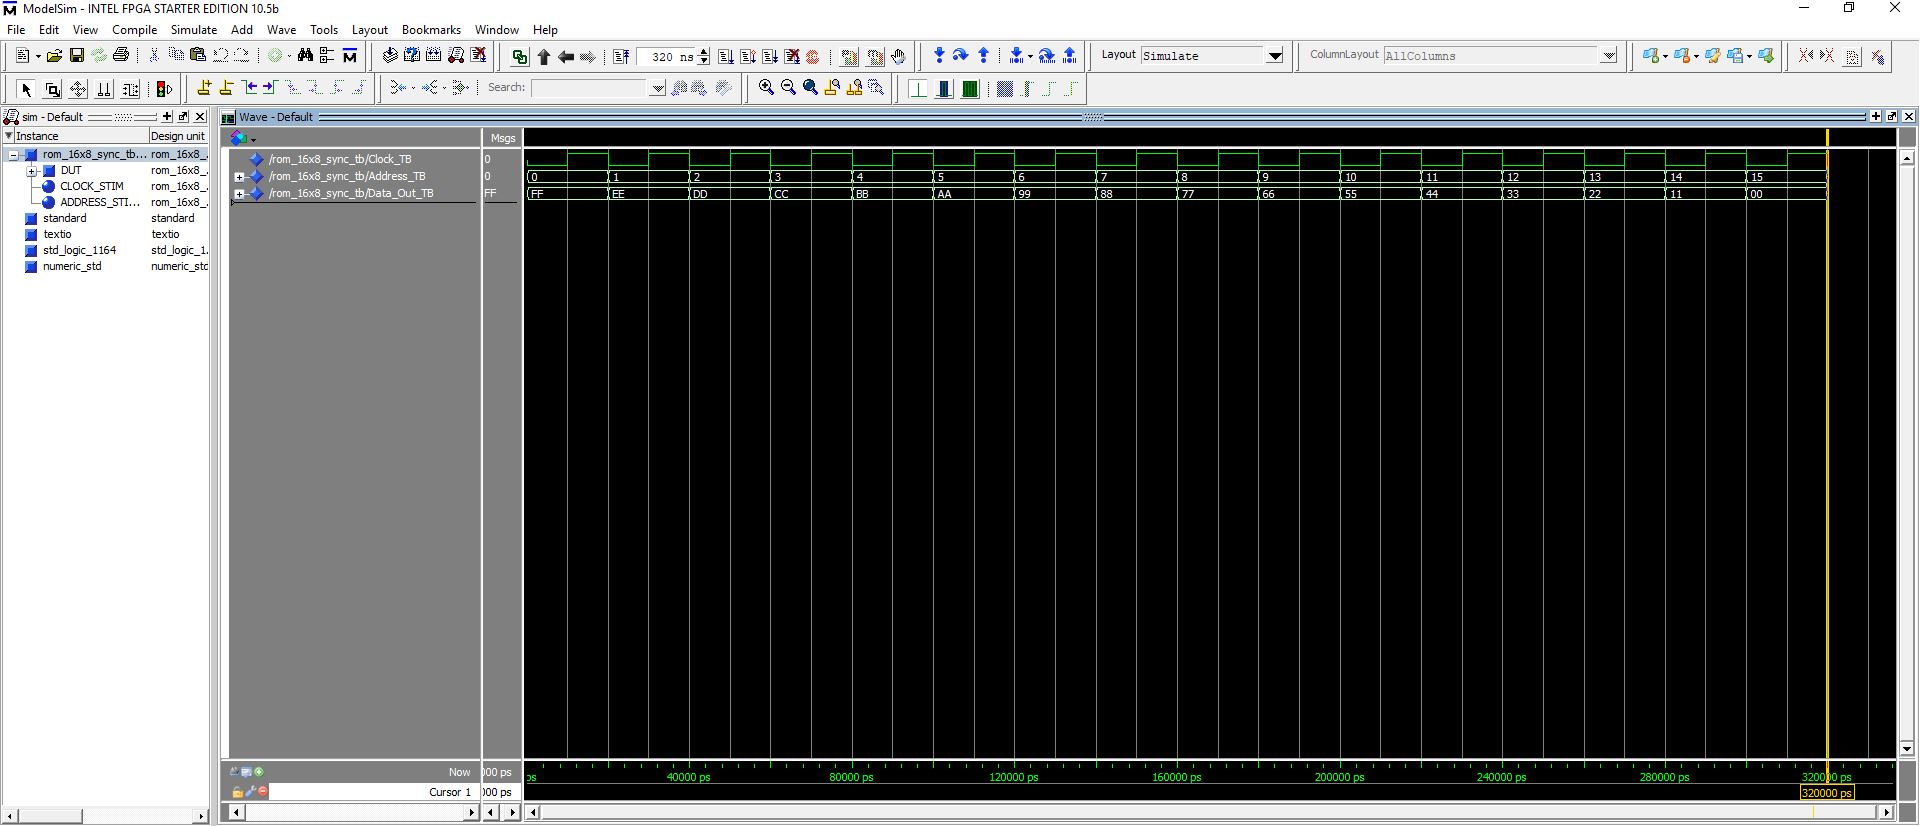 ModelSim - INTEL FPGA STARTER EDITION 10.5b
File Edit View Compile Simulate Add Wave Tools Layout Bookmarks Window Help
320 ns
Layout Simulate
ColumnLayout AllColumns
Search:
sim - Default
Instance Design unit
rom_16x8_sync_tb... rom_16x8_.
DUT rom_16x8_.
CLOCK_STIM rom_16x8_.
ADDRESS_STI... rom_16x8_.
standard standard
textio textio
std_logic_1164 std_logic_1.
numeric_std numeric_std
Wave - Default
Msgs
/rom_16x8_sync_tb/Clock_TB 0
/rom_16x8_sync_tb/Address_TB 0 0 1 2 3 4 5 6 7 8 9 10 11 12 13 14 15
/rom_16x8_sync_tb/Data_Out_TB FF FF EE DD CC BB AA 99 88 77 66 55 44 33 22 11 00
Now 000 ps ps 40000 ps 80000 ps 120000 ps 160000 ps 200000 ps 240000 ps 280000 ps 320000 ps
Cursor 1 000 ps 320000 ps